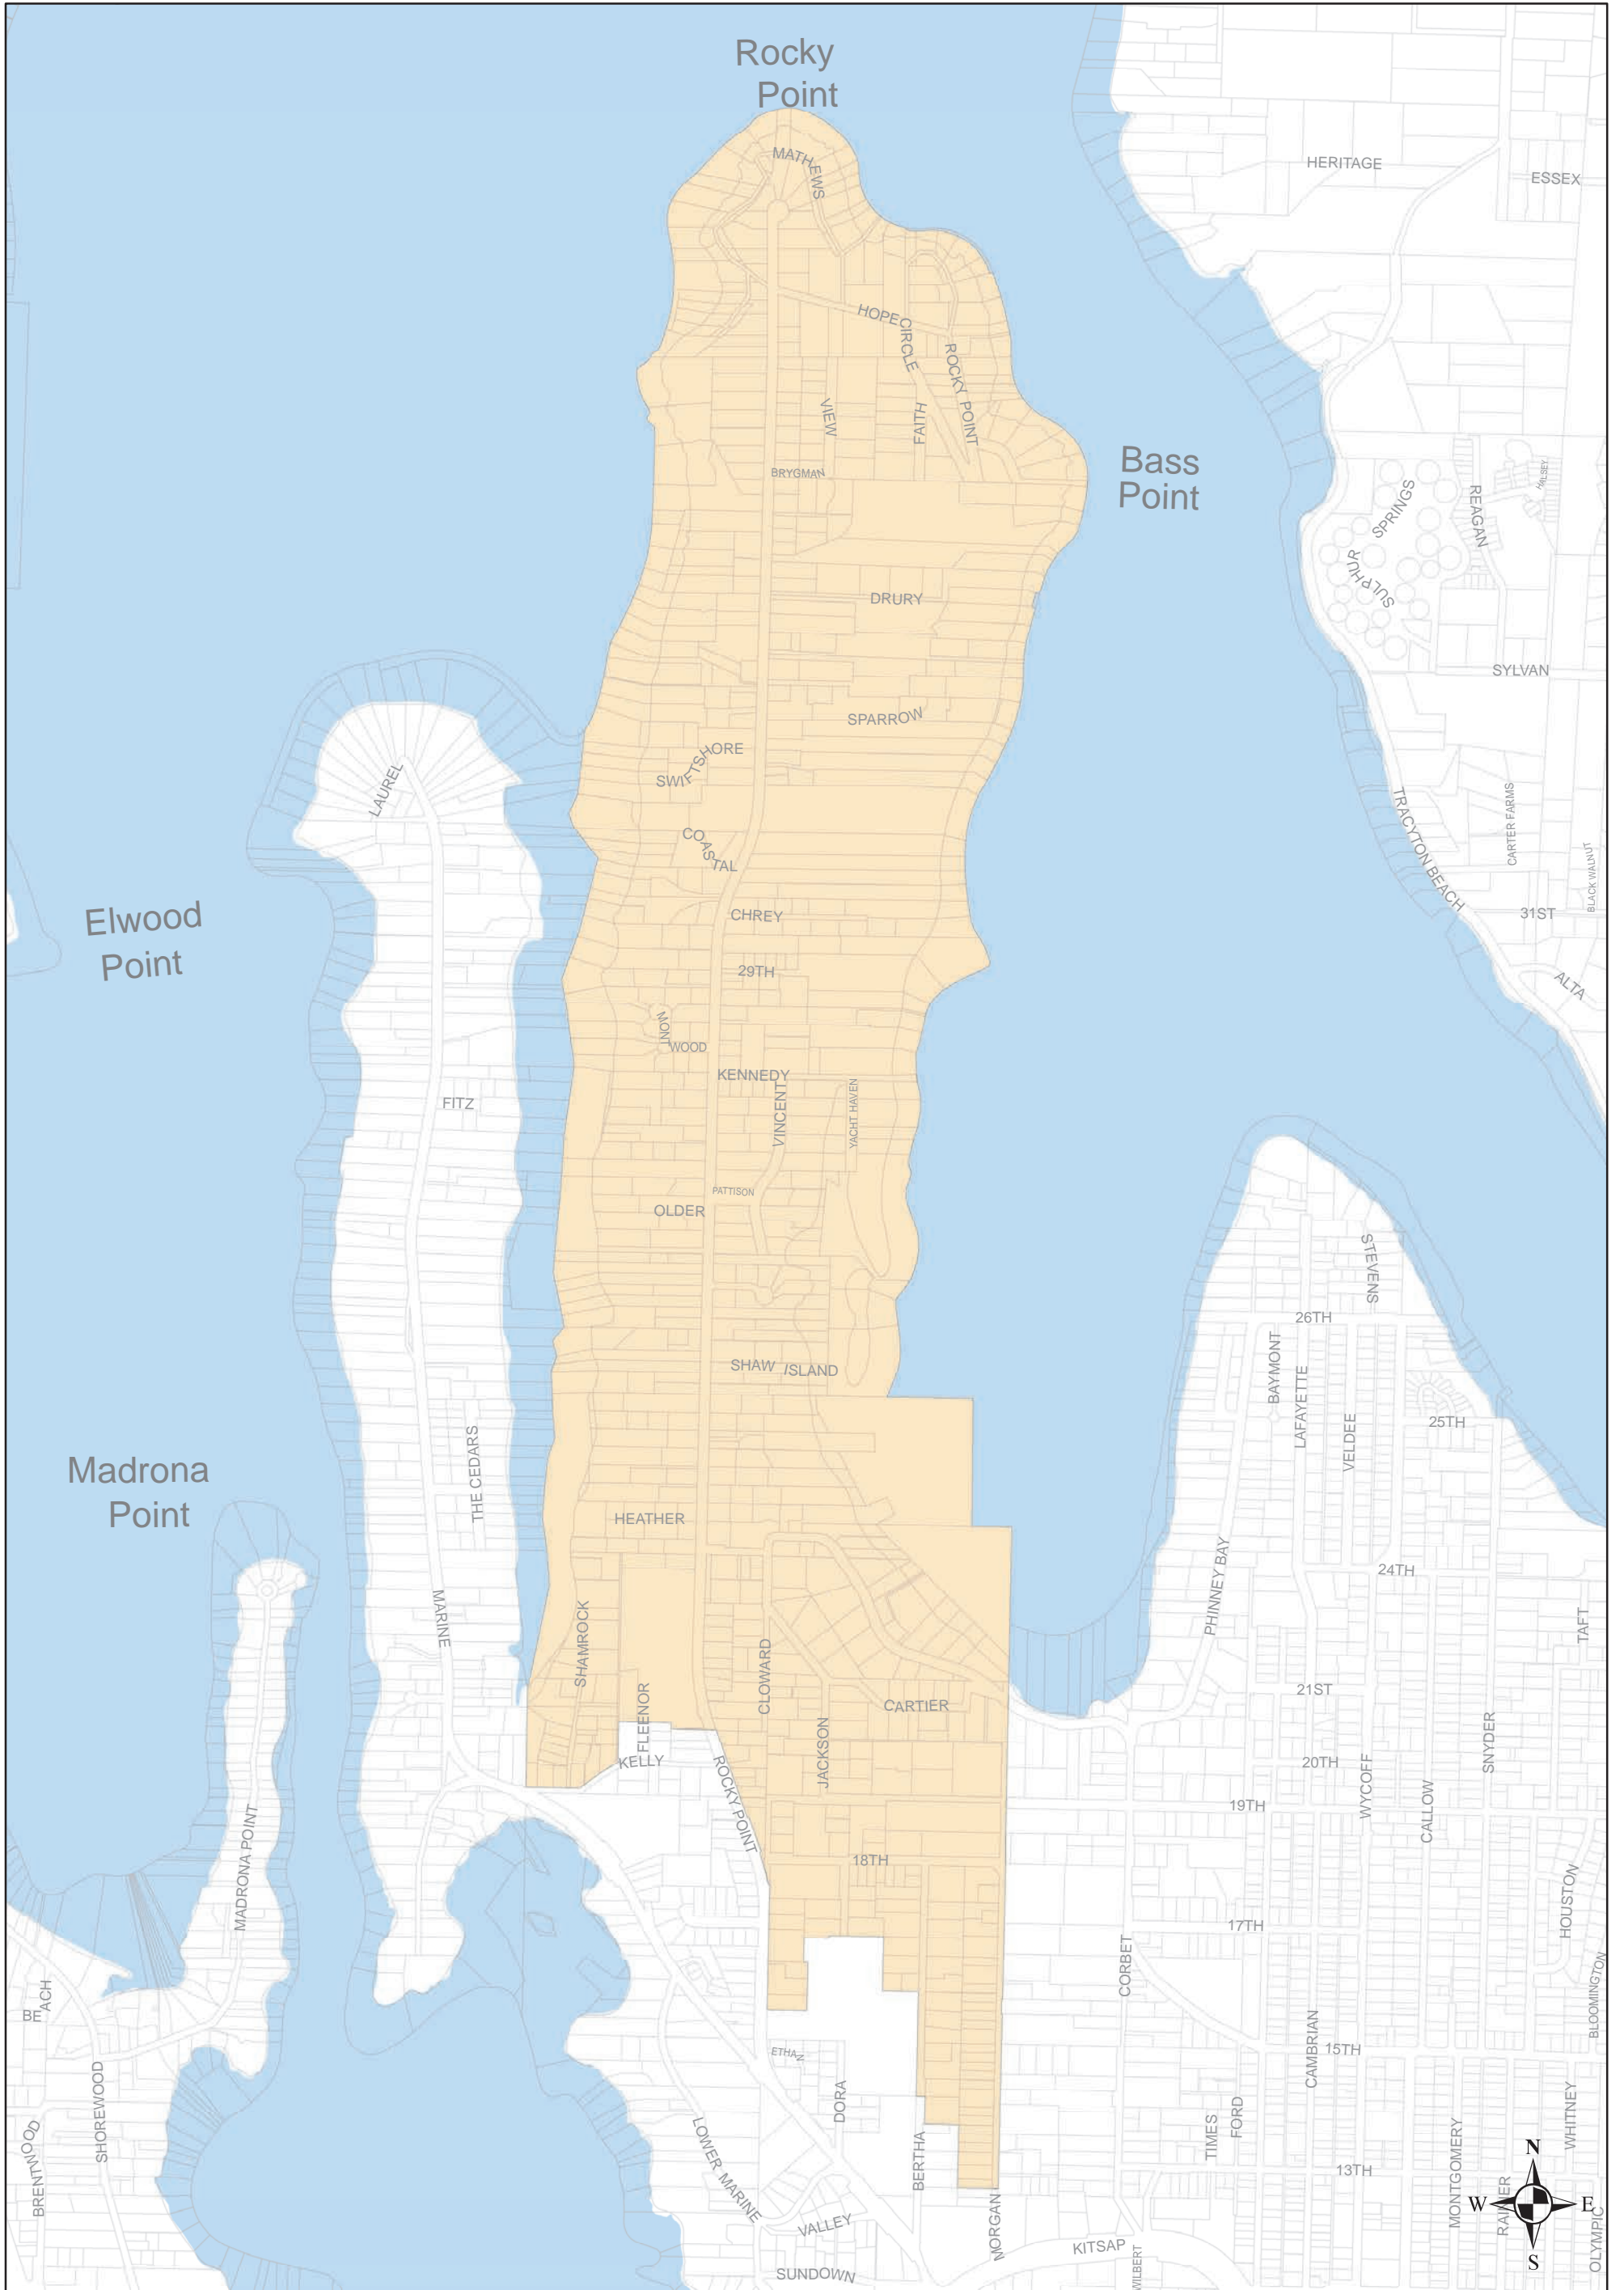 Rocky
Point
MATHEWS
HERITAGE
ESSEX
HOPE
CIRCLE
ROCKY POINT
VIEW
FAITH
BRYGMAN
Bass
Point
SPRINGS
SULPHUR
REAGAN
HALSEY
DRURY
SYLVAN
SPARROW
SWIFTSHORE
LAUREL
COASTAL
TRACYTON BEACH
CARTER FARMS
BLACK WALNUT
31ST
ALTA
Elwood
Point
CHREY
29TH
MONT
WOOD
KENNEDY
VINCENT
YACHT HAVEN
FITZ
PATTISON
OLDER
STEVENS
26TH
BAYMONT
LAFAYETTE
VELDEE
25TH
SHAW ISLAND
Madrona
Point
THE CEDARS
HEATHER
PHINNEY BAY
24TH
TAFT
MARINE
SHAMROCK
FLEENOR
CLOWARD
CARTIER
21ST
SNYDER
JACKSON
KELLY
ROCKY POINT
20TH
WYCOFF
CALLOW
19TH
MADRONA POINT
18TH
HOUSTON
17TH
CORBET
BLOOMINGTON
BEACH
CAMBRIAN
15TH
ETHAN
DORA
SHOREWOOD
BRENTWOOD
LOWER MARINE
BERTHA
TIMES
FORD
WHITNEY
MONTGOMERY
13TH
RAINIER
OLYMPIC
MORGAN
VALLEY
KITSAP
WILBERT
SUNDOWN
N
W
E
S